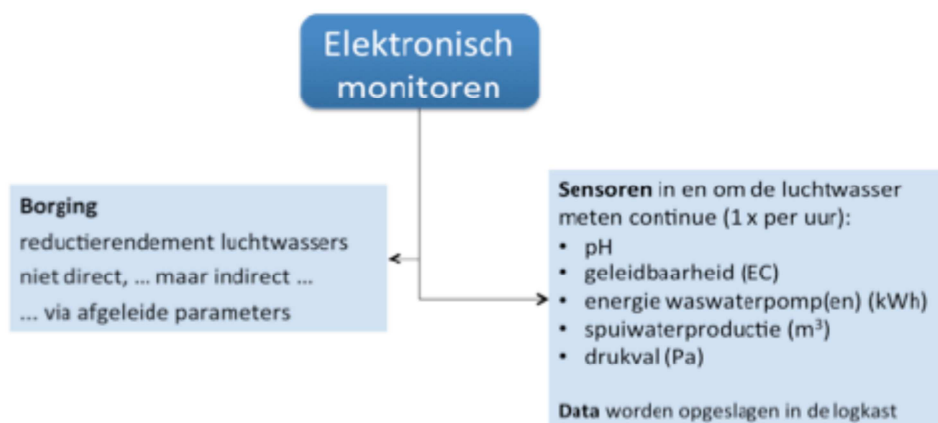 Elektronisch
monitoren
Borging
reductierendement luchtwassers
niet direct, ... maar indirect ...
... via afgeleide parameters
Sensoren in en om de luchtwasser
meten continue (1 x per uur):
• pH
• geleidbaarheid (EC)
• energie waswaterpomp(en) (kWh)
• spuiwaterproductie (m³)
• drukval (Pa)
Data worden opgeslagen in de logkast